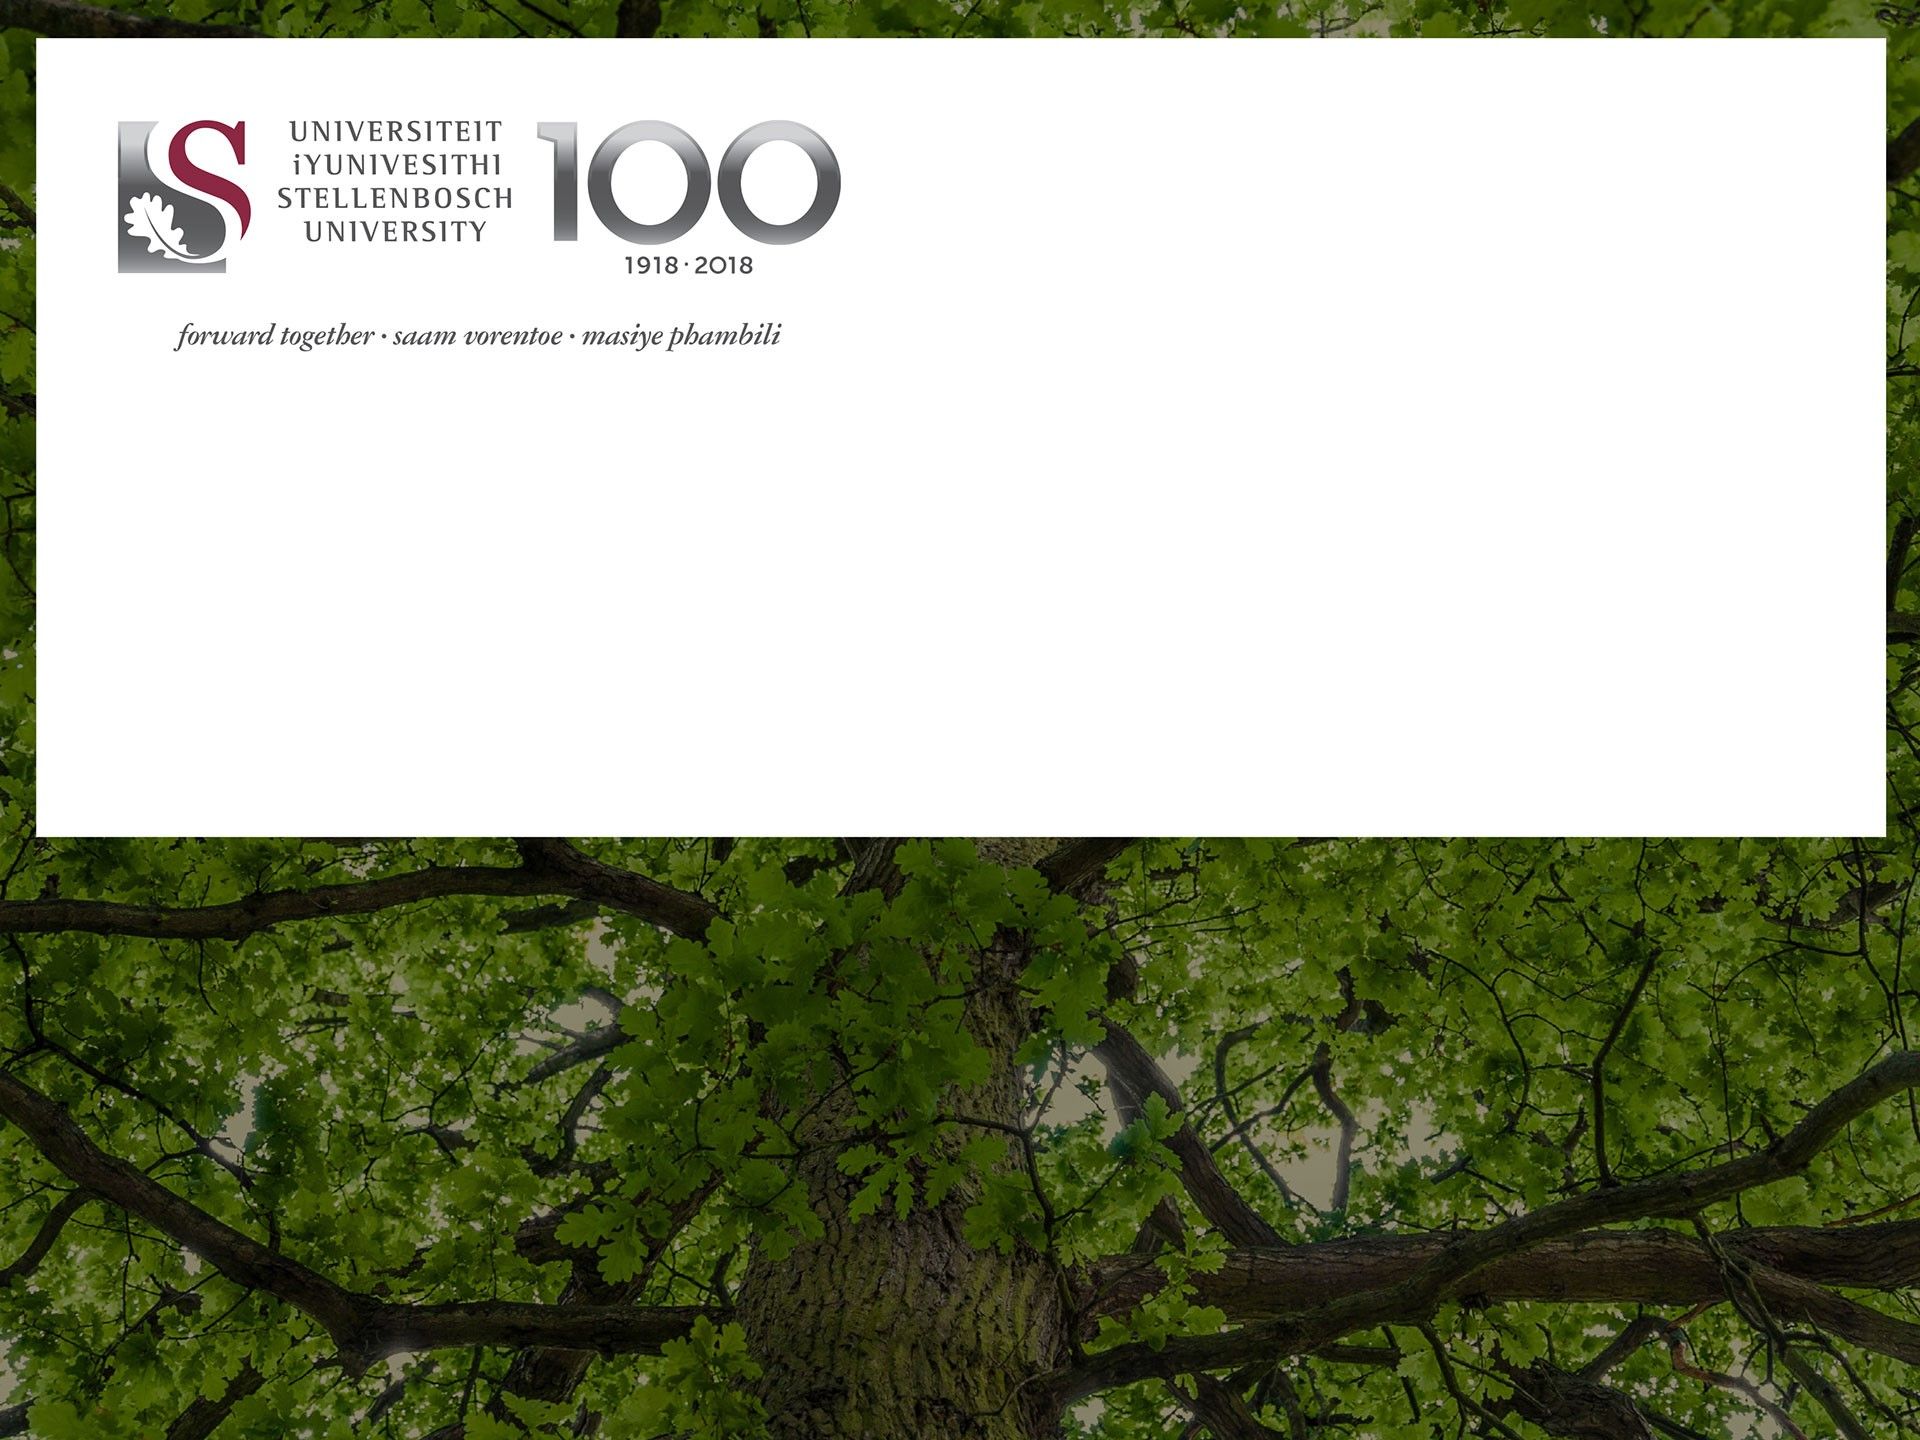 UNIVERSITEIT
iYUNIVESITHI
STELLENBOSCH
UNIVERSITY
100
1918 · 2018
forward together · saam vorentoe · masiye phambili